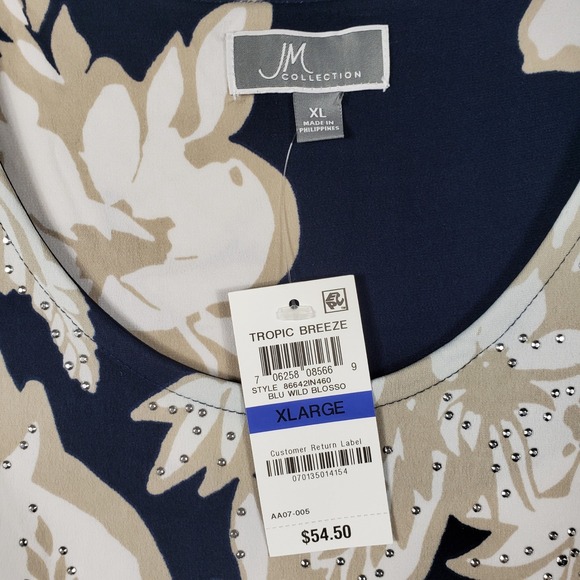 JM
COLLECTION
XL
MADE IN
PHILIPPINES
TROPIC BREEZE
7 06258 08566 9
STYLE 86642IN460
BLU WILD BLOSSO
XLARGE
Customer Return Label
070135014154
AA07-005
$54.50